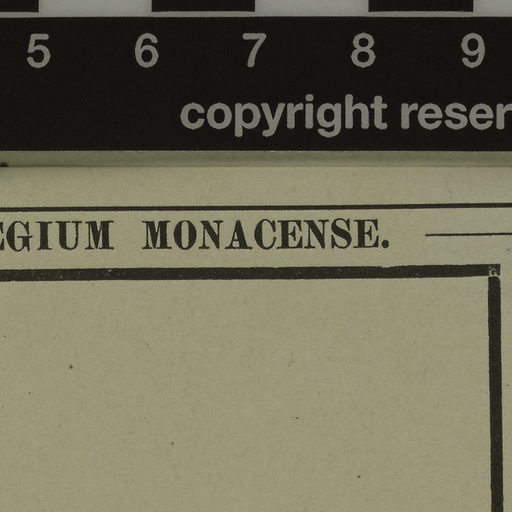 5 6 7 8 9
copyright reser
EGIUM MONACENSE.